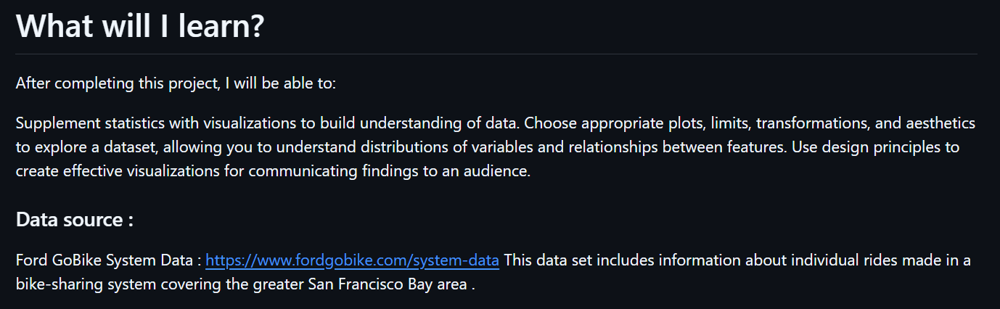 What will I learn?
After completing this project, I will be able to:
Supplement statistics with visualizations to build understanding of data. Choose appropriate plots, limits, transformations, and aesthetics
to explore a dataset, allowing you to understand distributions of variables and relationships between features. Use design principles to
create effective visualizations for communicating findings to an audience.
Data source :
Ford GoBike System Data : https://www.fordgobike.com/system-data This data set includes information about individual rides made in a
bike-sharing system covering the greater San Francisco Bay area .